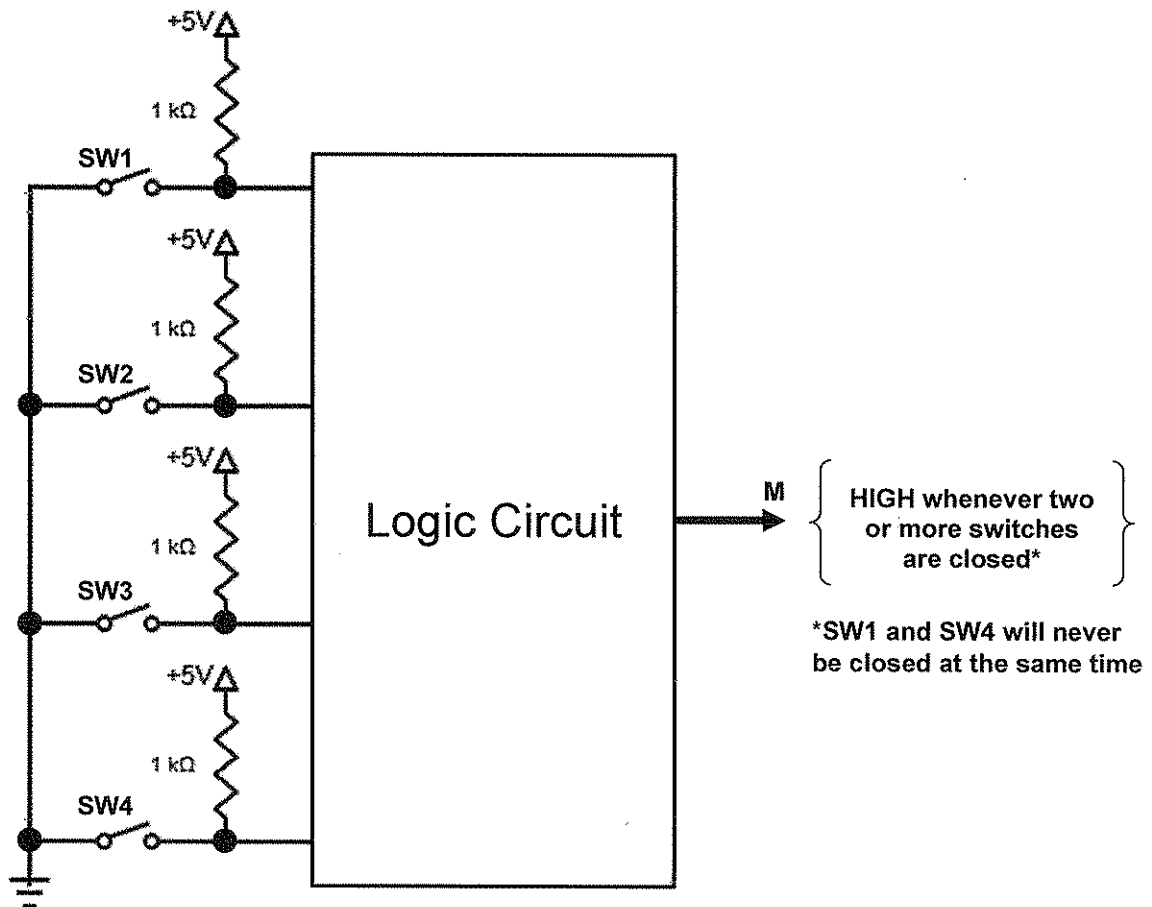 +5V
1 kΩ
SW1
+5V
1 kΩ
SW2
+5V
1 kΩ
SW3
+5V
1 kΩ
SW4
Logic Circuit
M
HIGH whenever two
or more switches
are closed*
*SW1 and SW4 will never
be closed at the same time